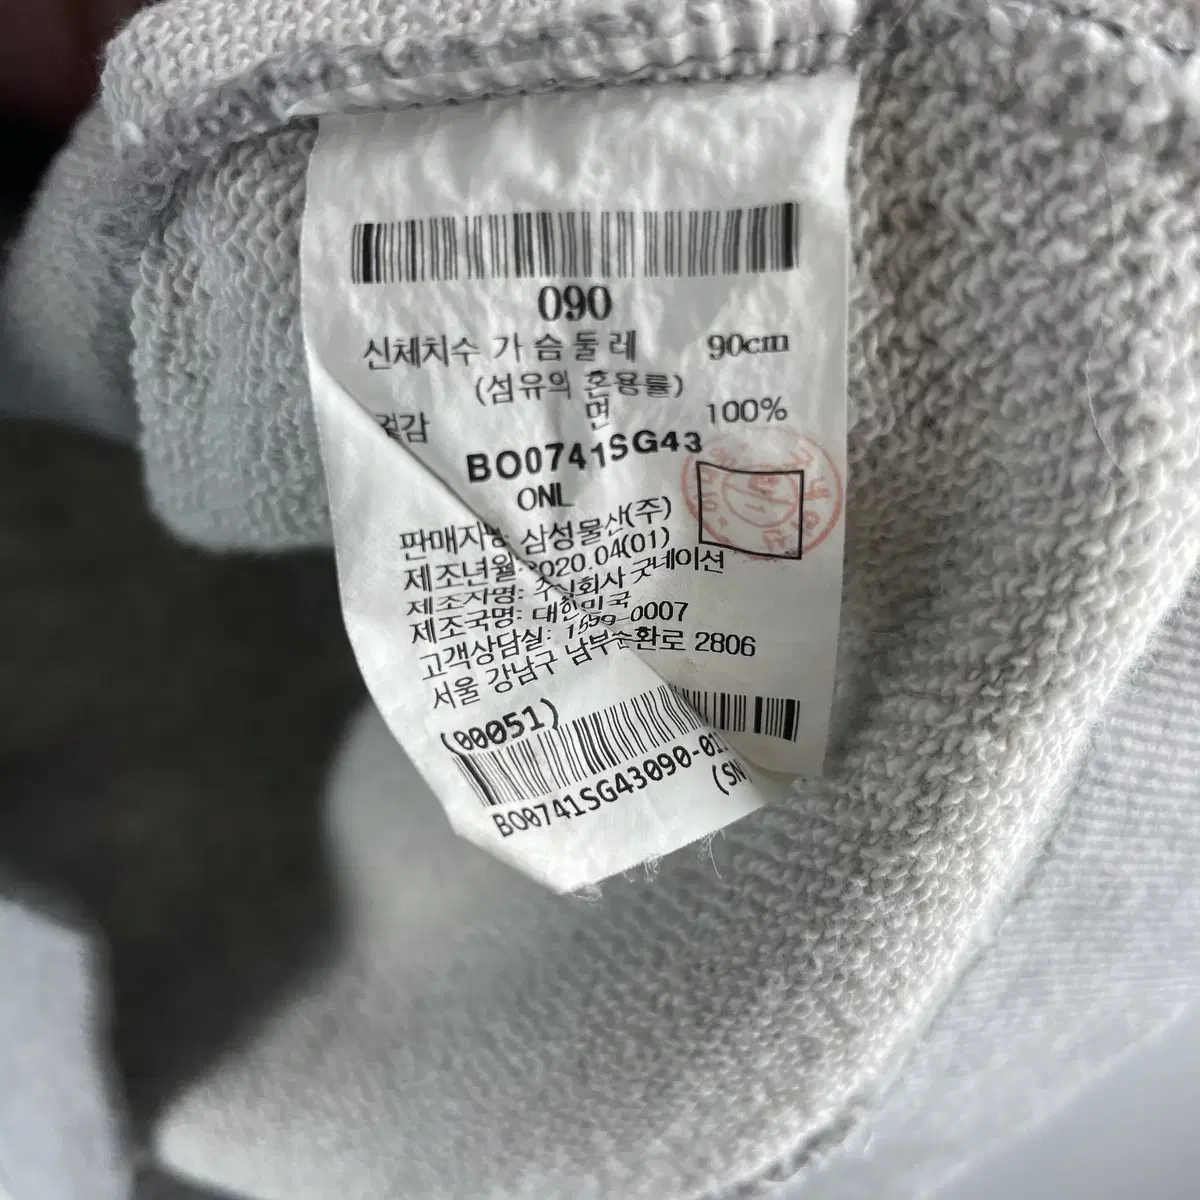 090
신체치수 가슴둘레 90cm
(섬유의 혼용률)
겉감 면 100%
BO0741SG43
ONL
판매자명 삼성물산(주)
제조년월:2020.04(01)
제조자명: 주식회사 굿네이션
제조국명: 대한민국
고객상담실: 1599-0007
서울 강남구 남부순환로 2806
(00051)
BO0741SG43090-01
(SN